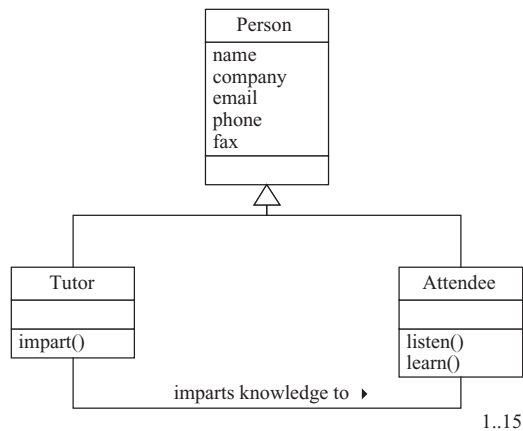 Person
name
company
email
phone
fax
Tutor
impart()
Attendee
listen()
learn()
imparts knowledge to
1..15